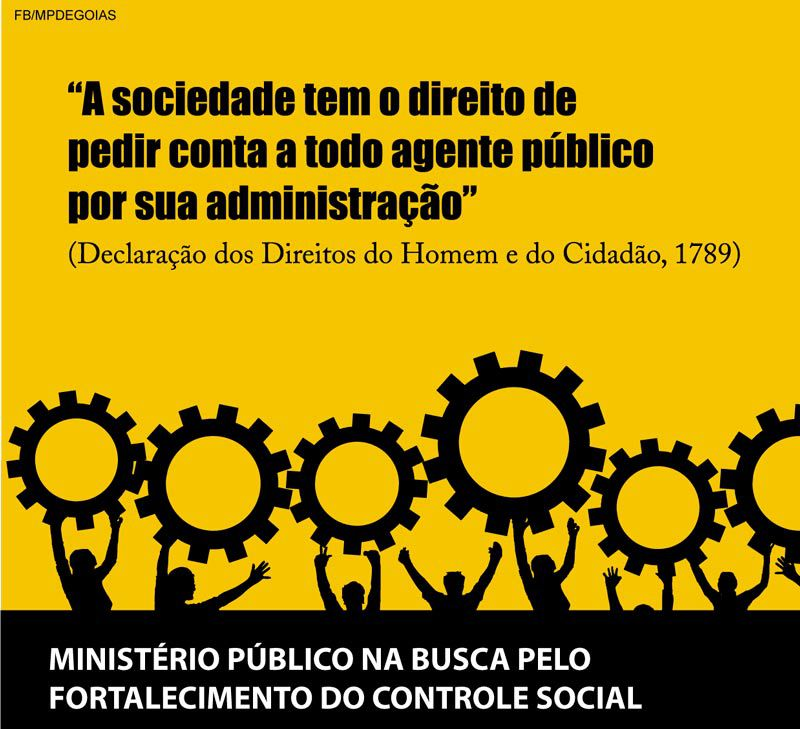 FB/MPDEGOIAS
“A sociedade tem o direito de
pedir conta a todo agente público
por sua administração”
(Declaração dos Direitos do Homem e do Cidadão, 1789)
MINISTÉRIO PÚBLICO NA BUSCA PELO
FORTALECIMENTO DO CONTROLE SOCIAL